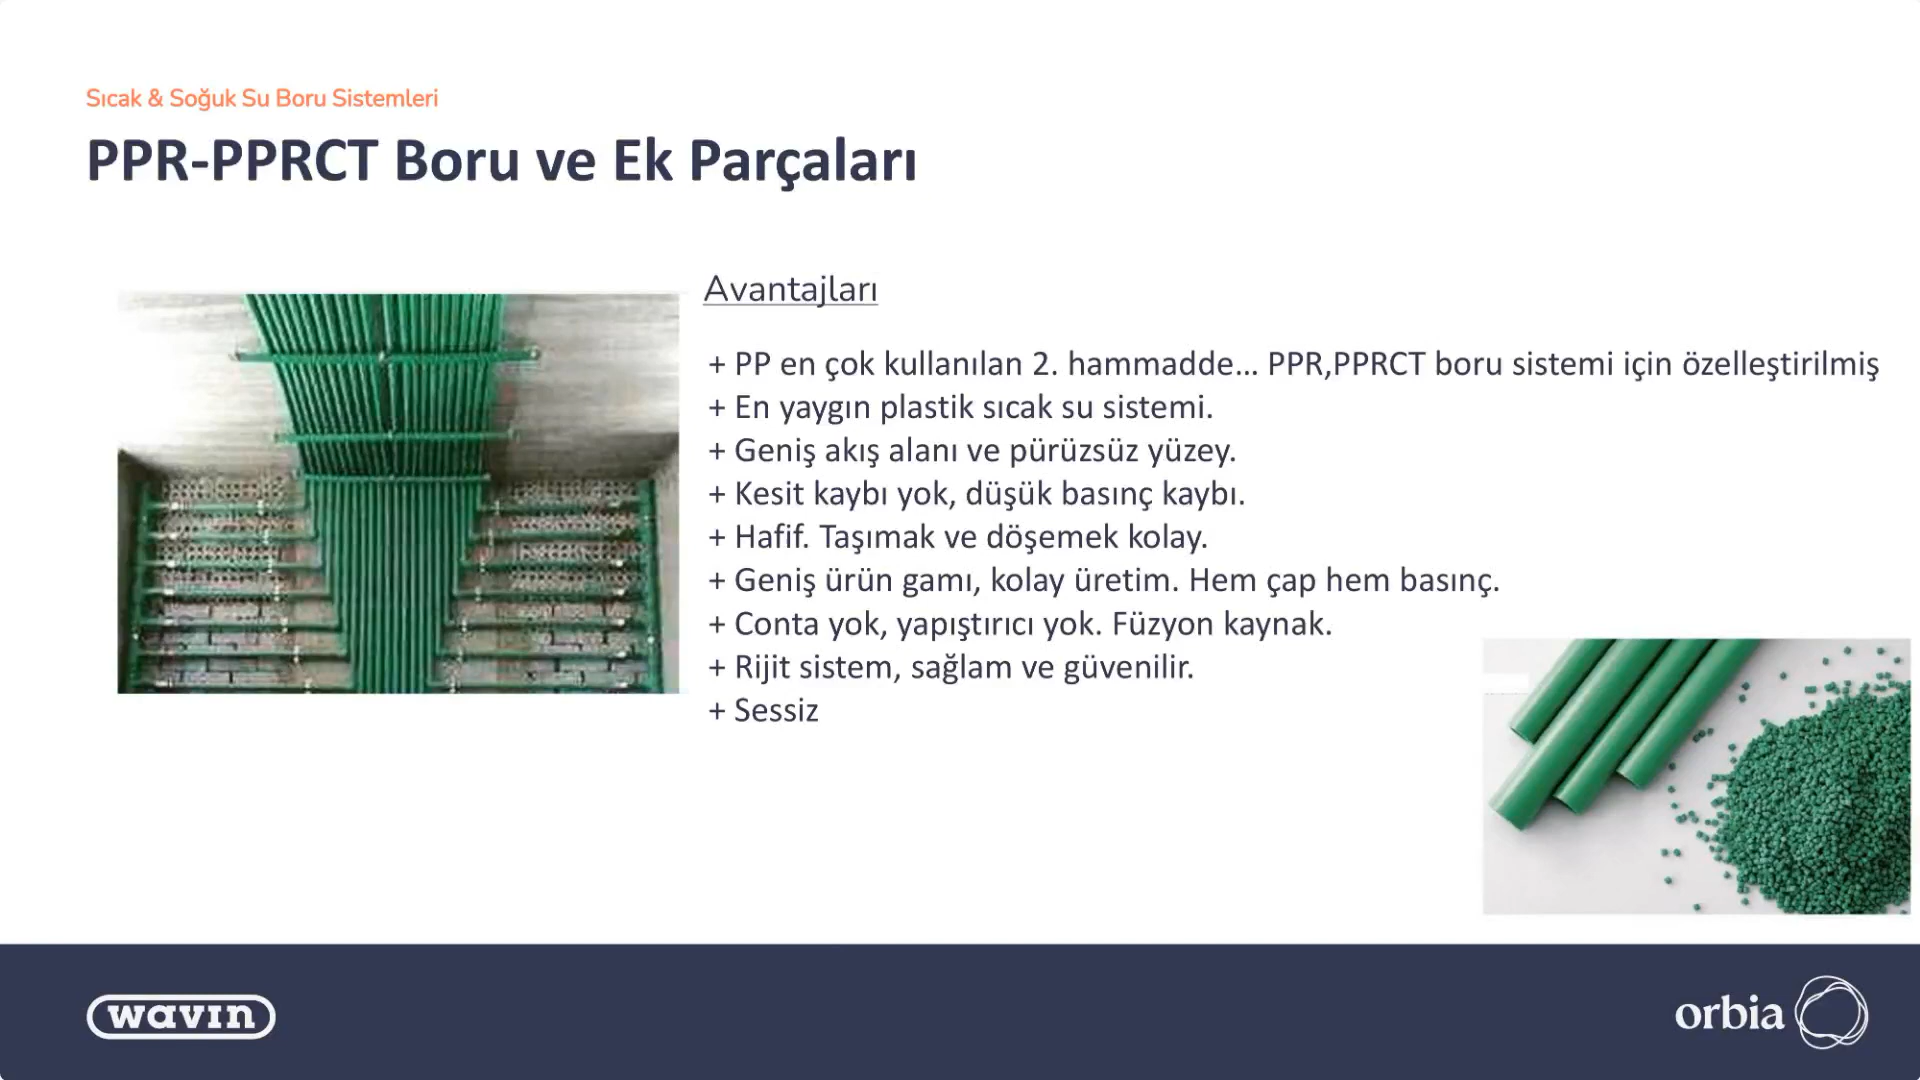 Sıcak & Soğuk Su Boru Sistemleri
PPR-PPRCT Boru ve Ek Parçaları
Avantajları
+ PP en çok kullanılan 2. hammadde... PPR,PPRCT boru sistemi için özelleştirilmiş
+ En yaygın plastik sıcak su sistemi.
+ Geniş akış alanı ve pürüzsüz yüzey.
+ Kesit kaybı yok, düşük basınç kaybı.
+ Hafif. Taşımak ve döşemek kolay.
+ Geniş ürün gamı, kolay üretim. Hem çap hem basınç.
+ Conta yok, yapıştırıcı yok. Füzyon kaynak.
+ Rijit sistem, sağlam ve güvenilir.
+ Sessiz
wavin
orbia